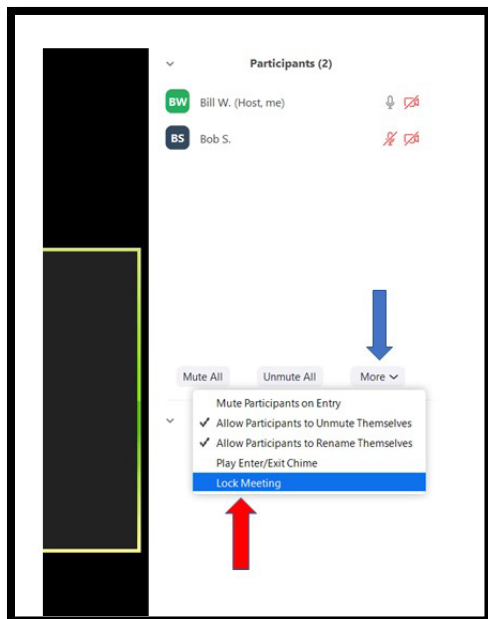 Participants (2)
BW Bill W. (Host, me)
BS Bob S.
Mute All Unmute All More
Mute Participants on Entry
Allow Participants to Unmute Themselves
Allow Participants to Rename Themselves
Play Enter/Exit Chime
Lock Meeting